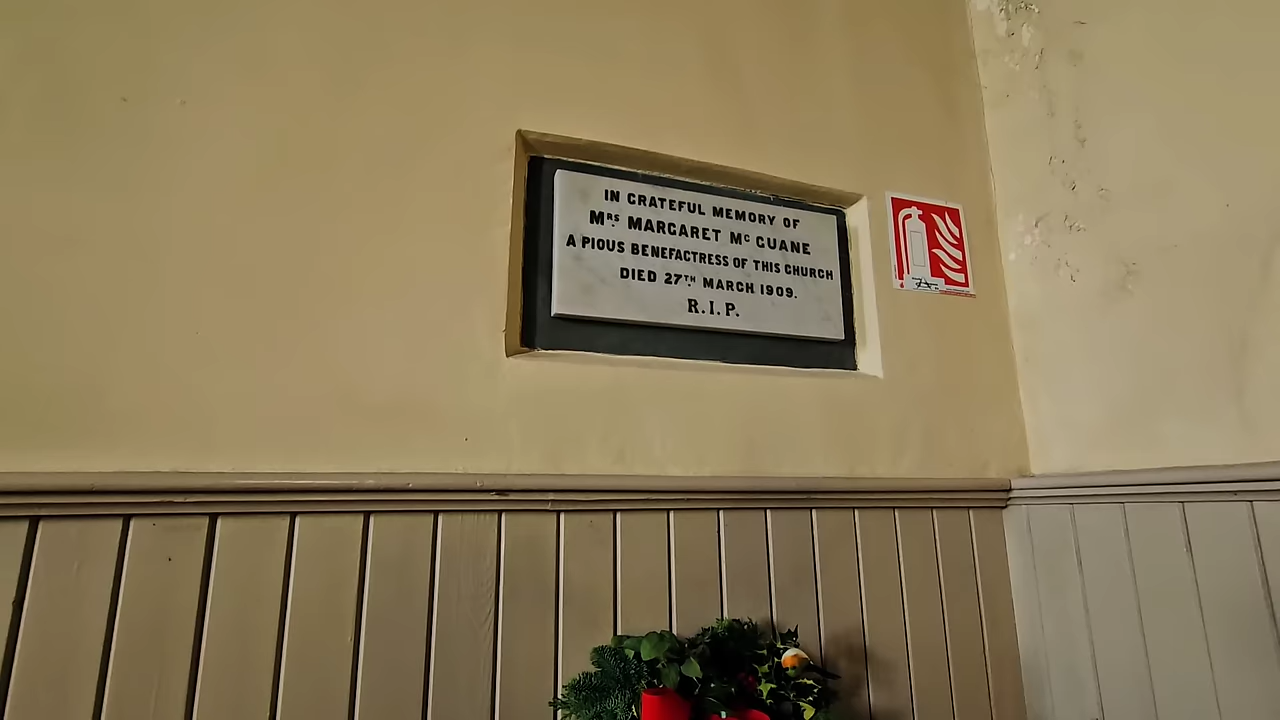 IN GRATEFUL MEMORY OF
MRS MARGARET MC GUANE
A PIOUS BENEFACTRESS OF THIS CHURCH
DIED 27TH MARCH 1909.
R.I.P.